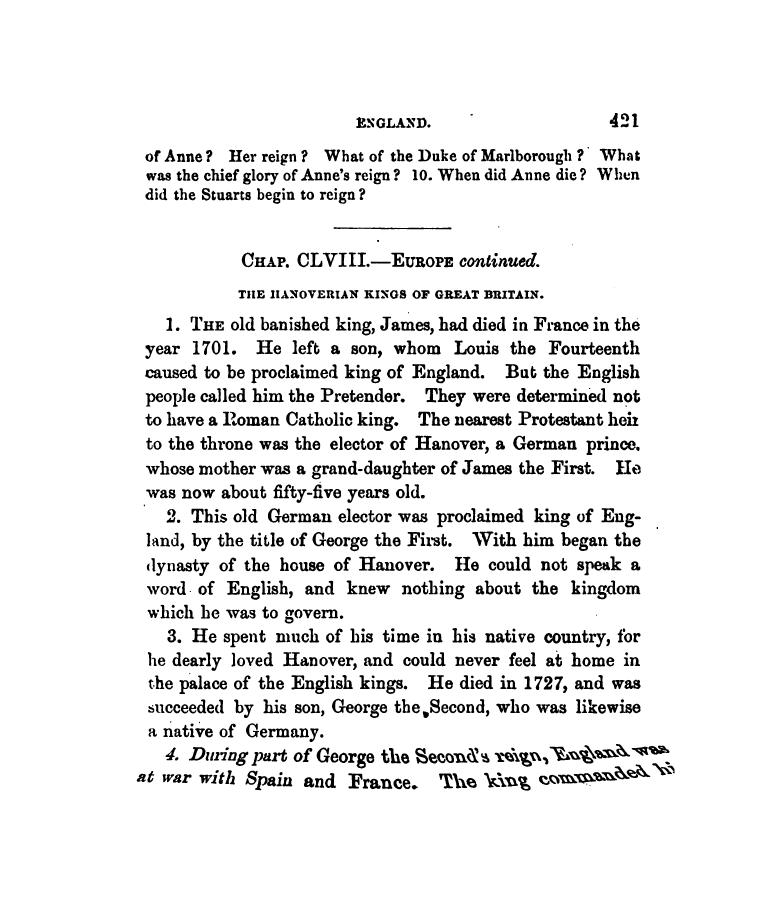 ENGLAND. 421
of Anne? Her reign? What of the Duke of Marlborough? What
was the chief glory of Anne's reign? 10. When did Anne die? When
did the Stuarts begin to reign?
CHAP. CLVIII.—EUROPE continued.
THE HANOVERIAN KINGS OF GREAT BRITAIN.
1. THE old banished king, James, had died in France in the
year 1701. He left a son, whom Louis the Fourteenth
caused to be proclaimed king of England. But the English
people called him the Pretender. They were determined not
to have a Roman Catholic king. The nearest Protestant heir
to the throne was the elector of Hanover, a German prince,
whose mother was a grand-daughter of James the First. He
was now about fifty-five years old.
2. This old German elector was proclaimed king of Eng-
land, by the title of George the First. With him began the
dynasty of the house of Hanover. He could not speak a
word of English, and knew nothing about the kingdom
which he was to govern.
3. He spent much of his time in his native country, for
he dearly loved Hanover, and could never feel at home in
the palace of the English kings. He died in 1727, and was
succeeded by his son, George the Second, who was likewise
a native of Germany.
4. During part of George the Second's reign, England was
at war with Spain and France. The king commanded hi